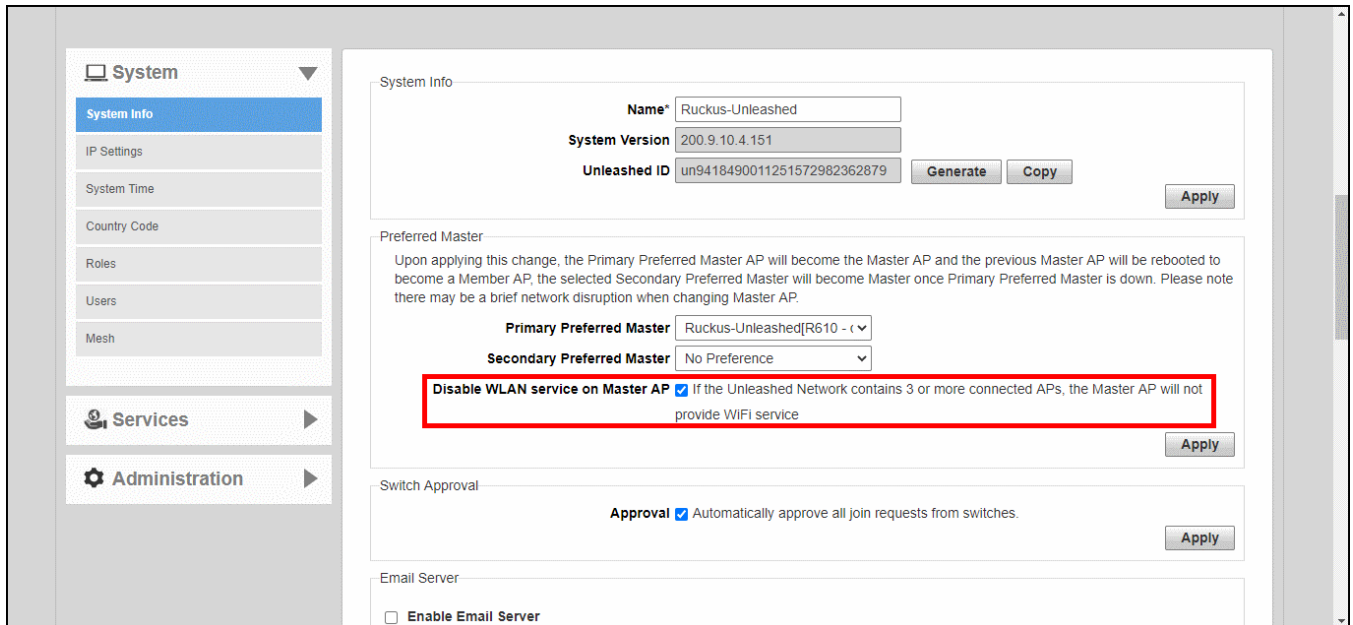 System
System Info
IP Settings
System Time
Country Code
Roles
Users
Mesh
Services
Administration
System Info
Name* Ruckus-Unleashed
System Version 200.9.10.4.151
Unleashed ID un9418490011251572982362879 Generate Copy
Apply
Preferred Master
Upon applying this change, the Primary Preferred Master AP will become the Master AP and the previous Master AP will be rebooted to
become a Member AP, the selected Secondary Preferred Master will become Master once Primary Preferred Master is down. Please note
there may be a brief network disruption when changing Master AP.
Primary Preferred Master Ruckus-Unleashed[R610 - c
Secondary Preferred Master No Preference
Disable WLAN service on Master AP If the Unleashed Network contains 3 or more connected APs, the Master AP will not
provide WiFi service
Apply
Switch Approval
Approval Automatically approve all join requests from switches.
Apply
Email Server
Enable Email Server